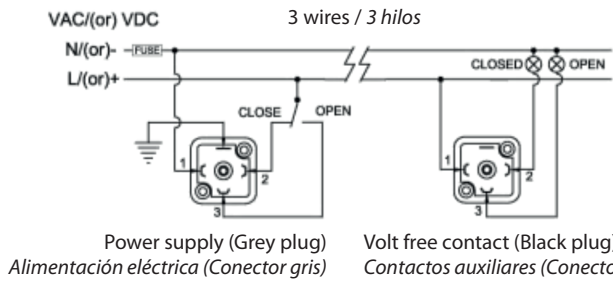 VAC/(or) VDC
3 wires / 3 hilos
N/(or)-
FUSE
L/(or)+
CLOSED
OPEN
CLOSE
OPEN
1
2
3
1
2
3
Power supply (Grey plug)
Alimentación eléctrica (Conector gris)
Volt free contact (Black plug)
Contactos auxiliares (Conecto